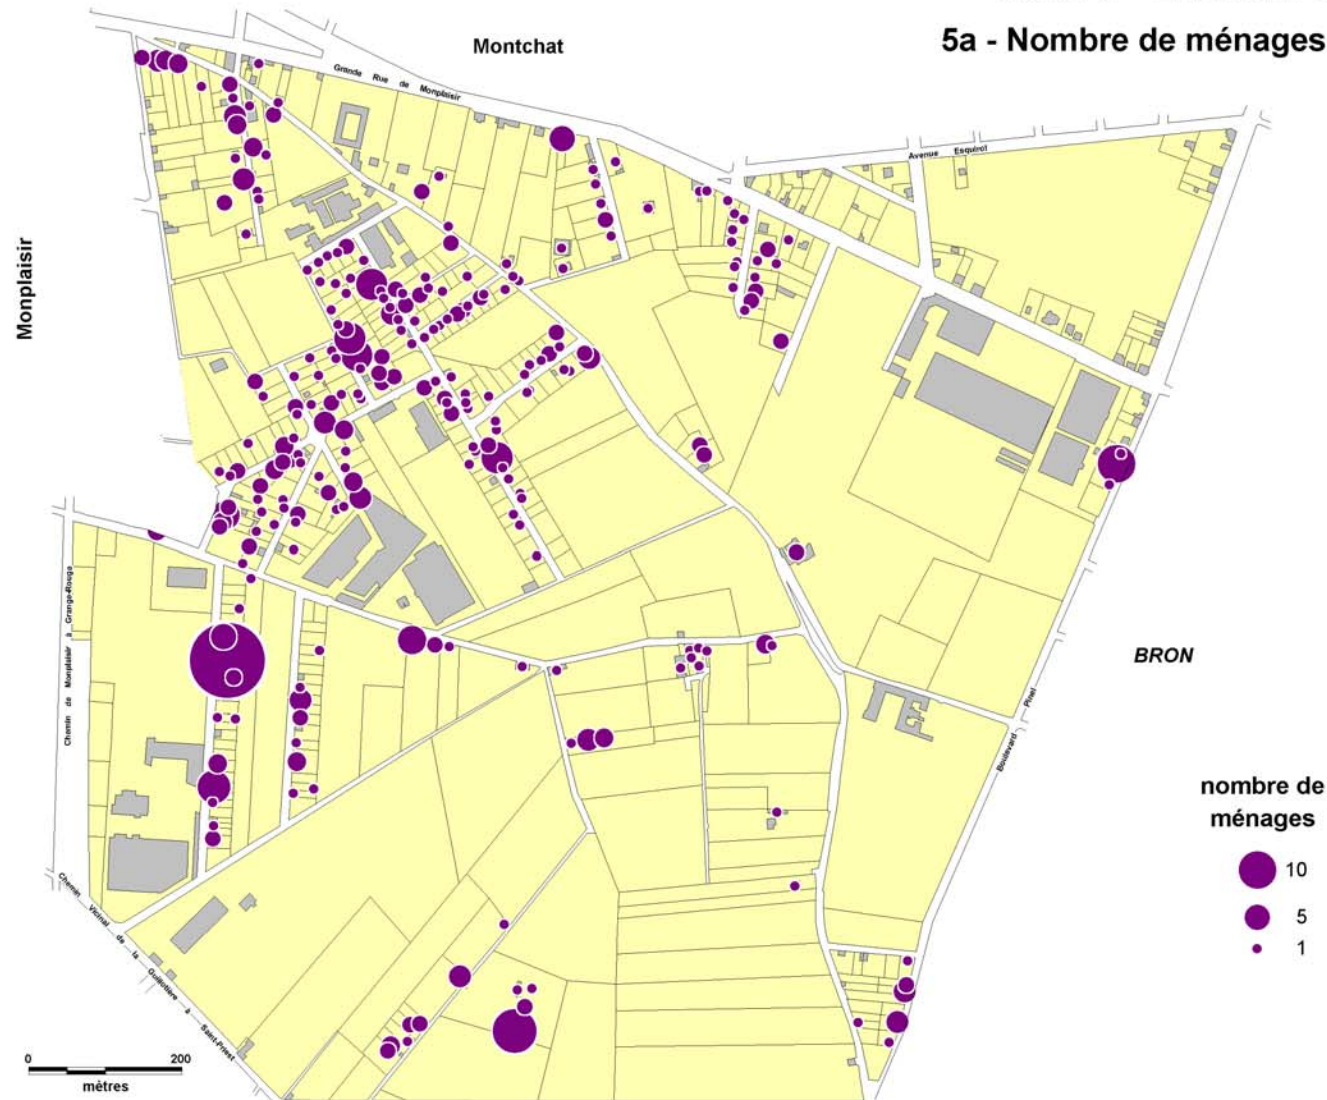 5a - Nombre de ménages
Montchat
Grande Rue de Monplaisir
Avenue Esquirol
Monplaisir
Chemin de Monplaisir à Grange-Rouge
BRON
Boulevard Pinel
nombre de
ménages
10
5
1
Chemin Vicinal de la Guillotière à Saint-Priest
0 200
mètres